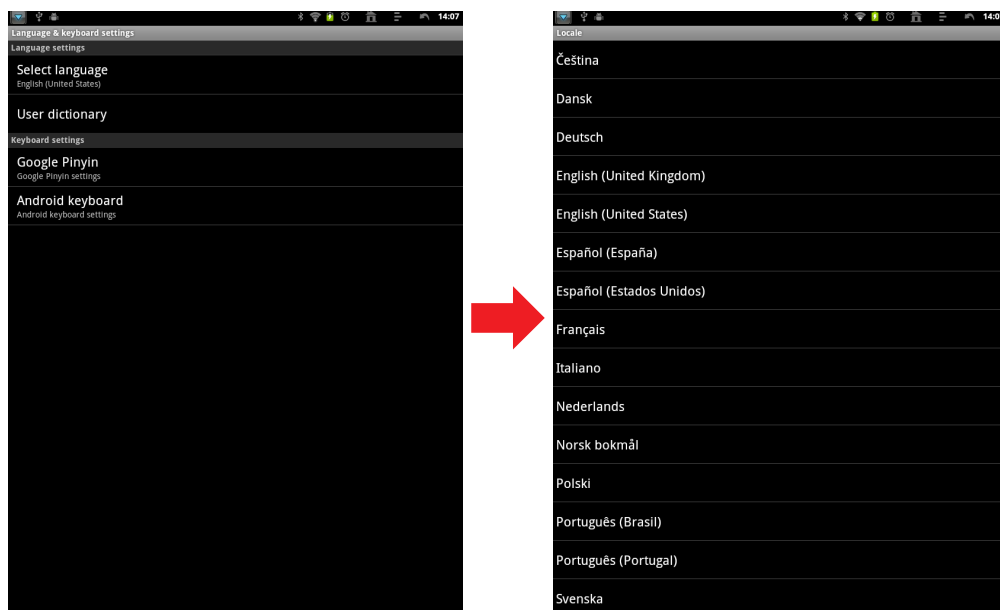 14:07
Language & keyboard settings
Language settings
Select language
English (United States)
User dictionary
Keyboard settings
Google Pinyin
Google Pinyin settings
Android keyboard
Android keyboard settings
14:0
Locale
Čeština
Dansk
Deutsch
English (United Kingdom)
English (United States)
Español (España)
Español (Estados Unidos)
Français
Italiano
Nederlands
Norsk bokmål
Polski
Português (Brasil)
Português (Portugal)
Svenska